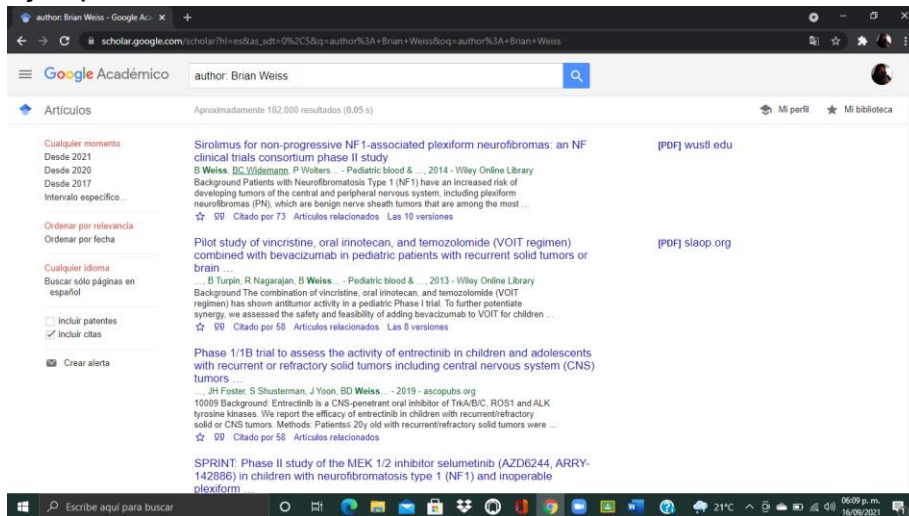 author: Brian Weiss - Google Aca
scholar.google.com/scholar?hl=es&as_sdt=0%2C5&q=author%3A+Brian+Weiss&oq=author%3A+Brian+Weiss
Google Académico
author: Brian Weiss
Artículos
Aproximadamente 182,000 resultados (0.05 s)
Mi perfil
Mi biblioteca
Cualquier momento
Desde 2021
Desde 2020
Desde 2017
Intervalo específico...
Ordenar por relevancia
Ordenar por fecha
Cualquier idioma
Buscar sólo páginas en
español
incluir patentes
incluir citas
Crear alerta
Sirolimus for non-progressive NF1-associated plexiform neurofibromas: an NF
clinical trials consortium phase II study
B Weiss, BC Widemann, P Wolters... - Pediatric blood & ..., 2014 - Wiley Online Library
Background Patients with Neurofibromatosis Type 1 (NF1) have an increased risk of
developing tumors of the central and peripheral nervous system, including plexiform
neurofibromas (PN), which are benign nerve sheath tumors that are among the most ...
Citado por 73 Artículos relacionados Las 10 versiones
[PDF] wustl.edu
Pilot study of vincristine, oral irinotecan, and temozolomide (VOIT regimen)
combined with bevacizumab in pediatric patients with recurrent solid tumors or
brain ...
..., B Turpin, R Nagarajan, B Weiss... - Pediatric blood & ..., 2013 - Wiley Online Library
Background The combination of vincristine, oral irinotecan, and temozolomide (VOIT
regimen) has shown antitumor activity in a pediatric Phase I trial. To further potentiate
synergy, we assessed the safety and feasibility of adding bevacizumab to VOIT for children ...
Citado por 58 Artículos relacionados Las 8 versiones
[PDF] slaop.org
Phase 1/1B trial to assess the activity of entrectinib in children and adolescents
with recurrent or refractory solid tumors including central nervous system (CNS)
tumors ...
..., JH Foster, S Shusterman, J Yoon, BD Weiss... - 2019 - ascopubs.org
10009 Background: Entrectinib is a CNS-penetrant oral inhibitor of TrkA/B/C, ROS1 and ALK
tyrosine kinases. We report the efficacy of entrectinib in children with recurrent/refractory
solid or CNS tumors. Methods: Patients≤ 20y old with recurrent/refractory solid tumors were ...
Citado por 58 Artículos relacionados
SPRINT: Phase II study of the MEK 1/2 inhibitor selumetinib (AZD6244, ARRY-
142886) in children with neurofibromatosis type 1 (NF1) and inoperable
plexiform ...
Escribe aquí para buscar
21°C
06:09 p. m.
16/09/2021